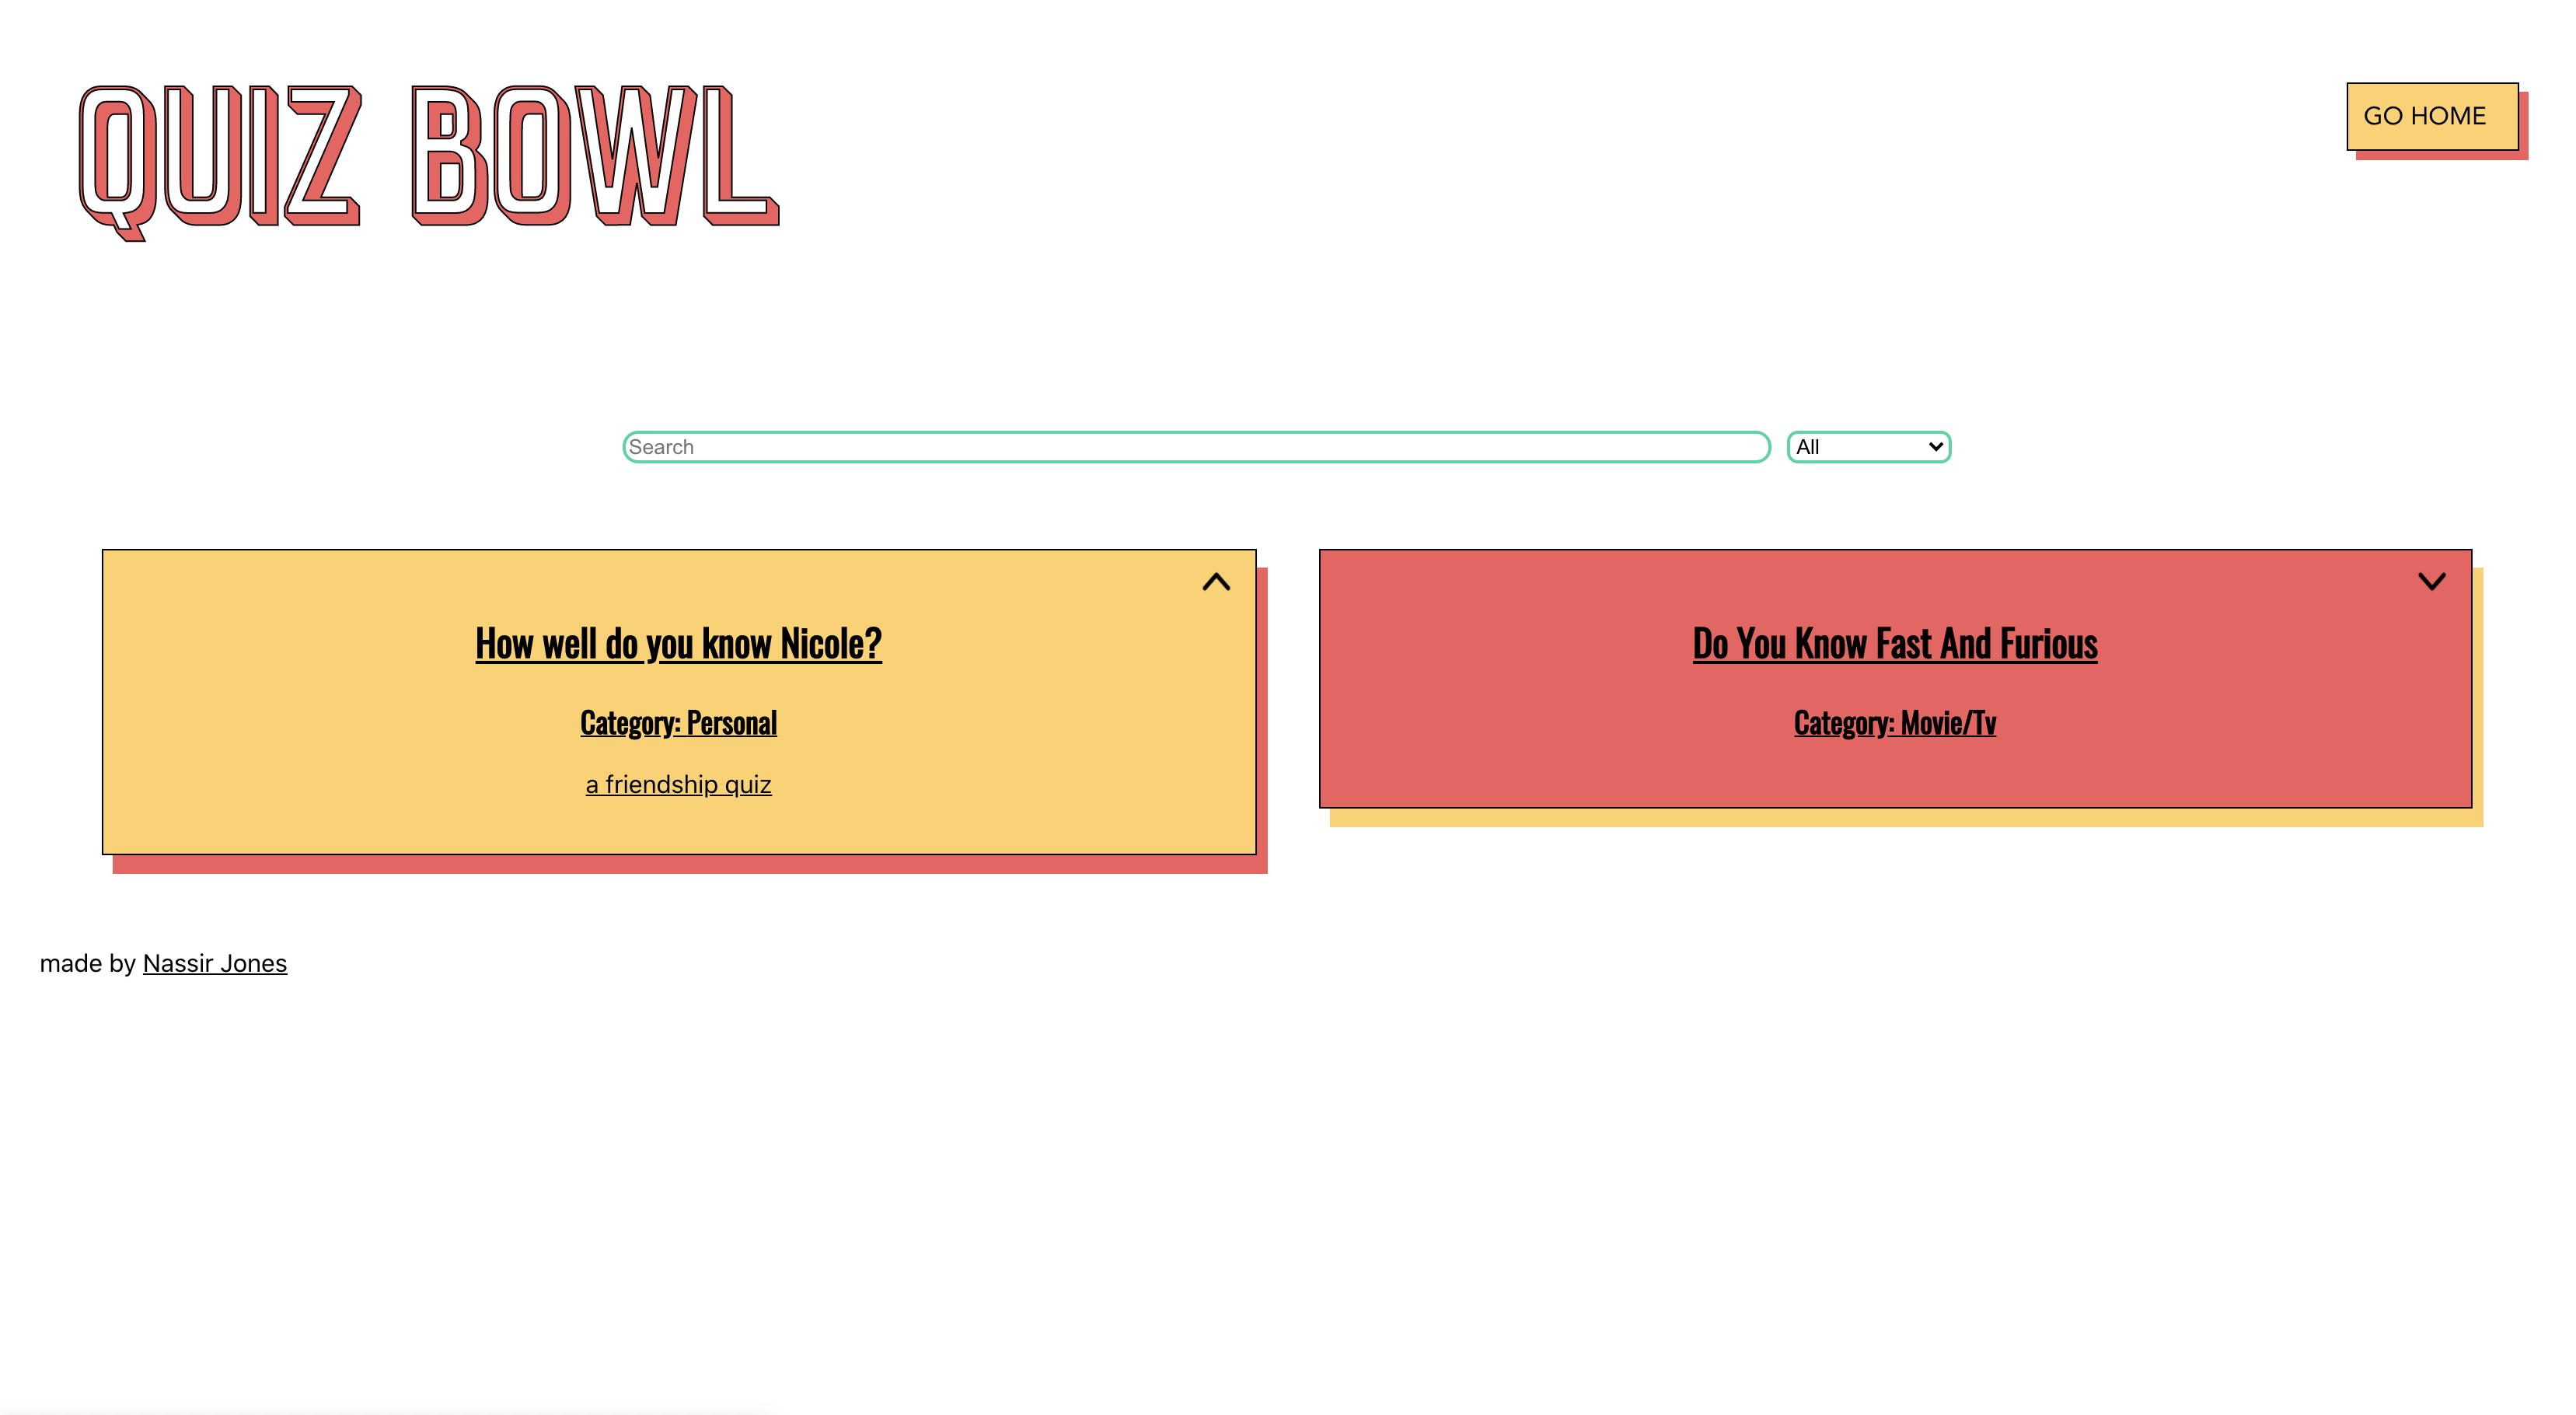 QUIZ BOWL
GO HOME
Search
All
How well do you know Nicole?
Category: Personal
a friendship quiz
Do You Know Fast And Furious
Category: Movie/Tv
made by Nassir Jones